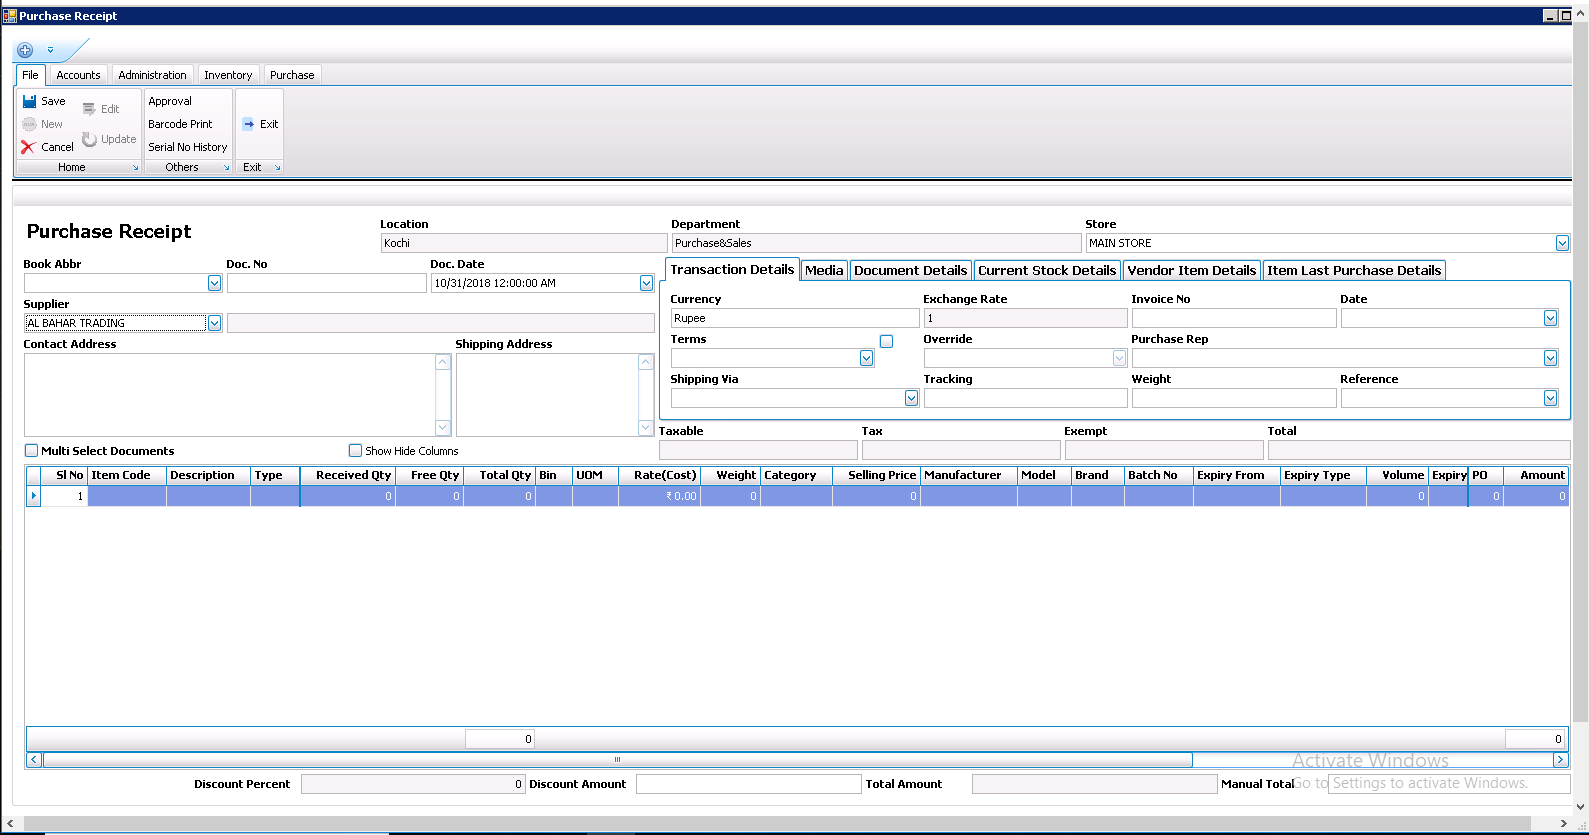 Purchase Receipt
File Accounts Administration Inventory Purchase
Save Edit Approval
New Barcode Print Exit
Cancel Update Serial No History
Home Others Exit
Purchase Receipt
Location Department Store
Kochi Purchase&Sales MAIN STORE
Book Abbr Doc. No Doc. Date
10/31/2018 12:00:00 AM
Supplier
AL BAHAR TRADING
Contact Address Shipping Address
Transaction Details Media Document Details Current Stock Details Vendor Item Details Item Last Purchase Details
Currency Exchange Rate Invoice No Date
Rupee 1
Terms Override Purchase Rep
Shipping Via Tracking Weight Reference
Taxable Tax Exempt Total
Multi Select Documents Show Hide Columns
Sl No Item Code Description Type Received Qty Free Qty Total Qty Bin UOM Rate(Cost) Weight Category Selling Price Manufacturer Model Brand Batch No Expiry From Expiry Type Volume Expiry PO Amount
1 0 0 0 ₹ 0.00 0 0 0 0 0
0 0
Activate Windows
Go to Settings to activate Windows.
Discount Percent 0 Discount Amount Total Amount Manual Total